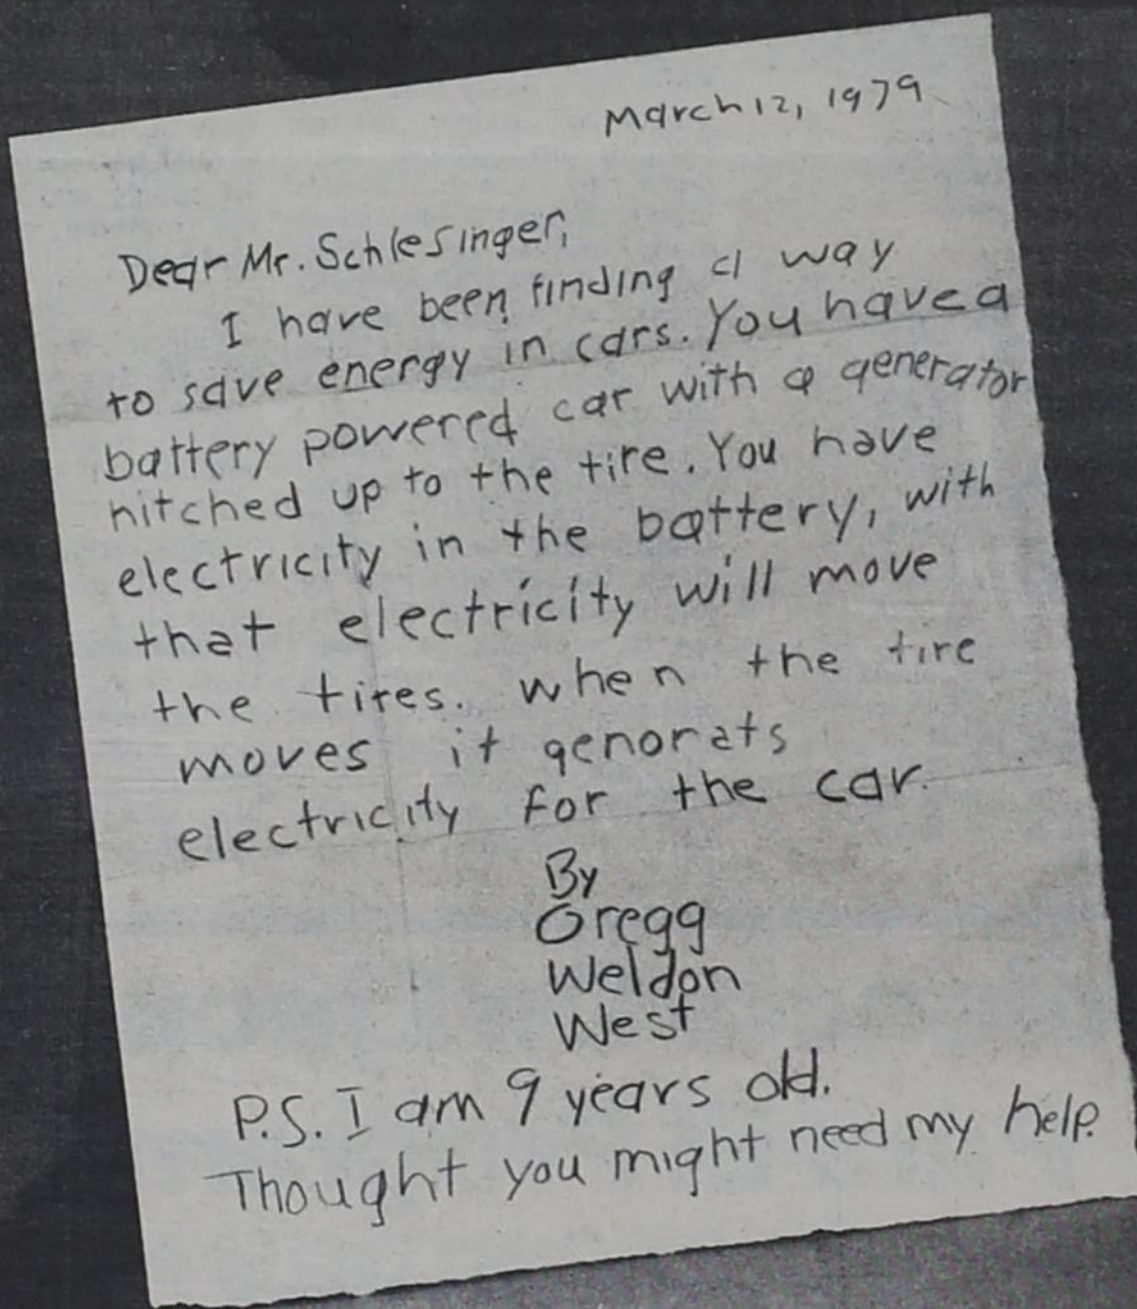 March 12, 1979
Dear Mr. Schlesinger,
I have been finding a way
to save energy in cars. You have a
battery powered car with a generator
hitched up to the tire. You have
electricity in the battery, with
that electricity will move
the tires. when the tire
moves it genorats
electricity for the car.
By
Gregg
Weldon
West
P.S. I am 9 years old.
Thought you might need my help.